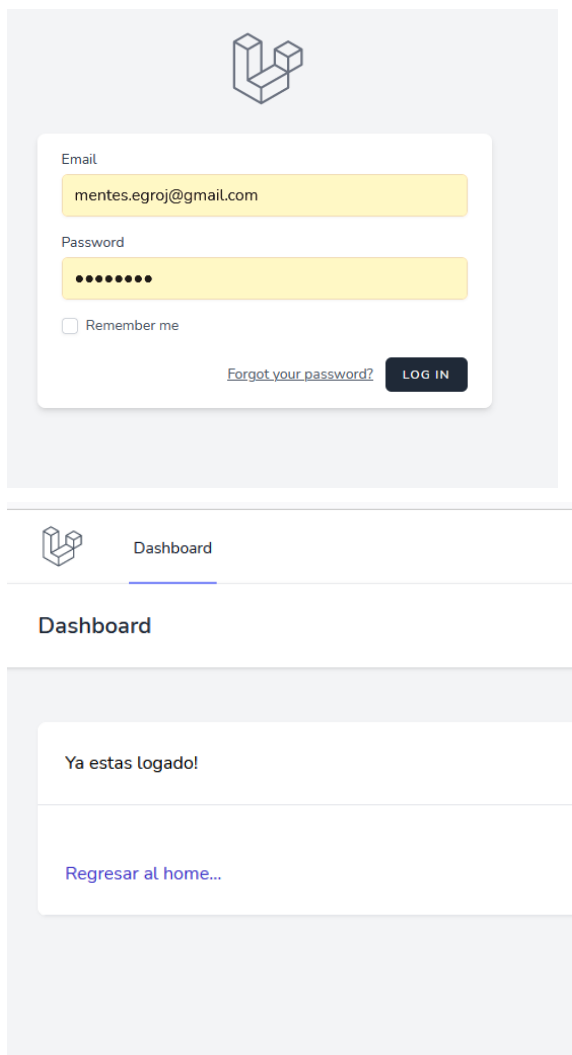 Email
mentes.egroj@gmail.com
Password
••••••••
Remember me
Forgot your password? LOG IN
Dashboard
Dashboard
Ya estas logado!
Regresar al home...